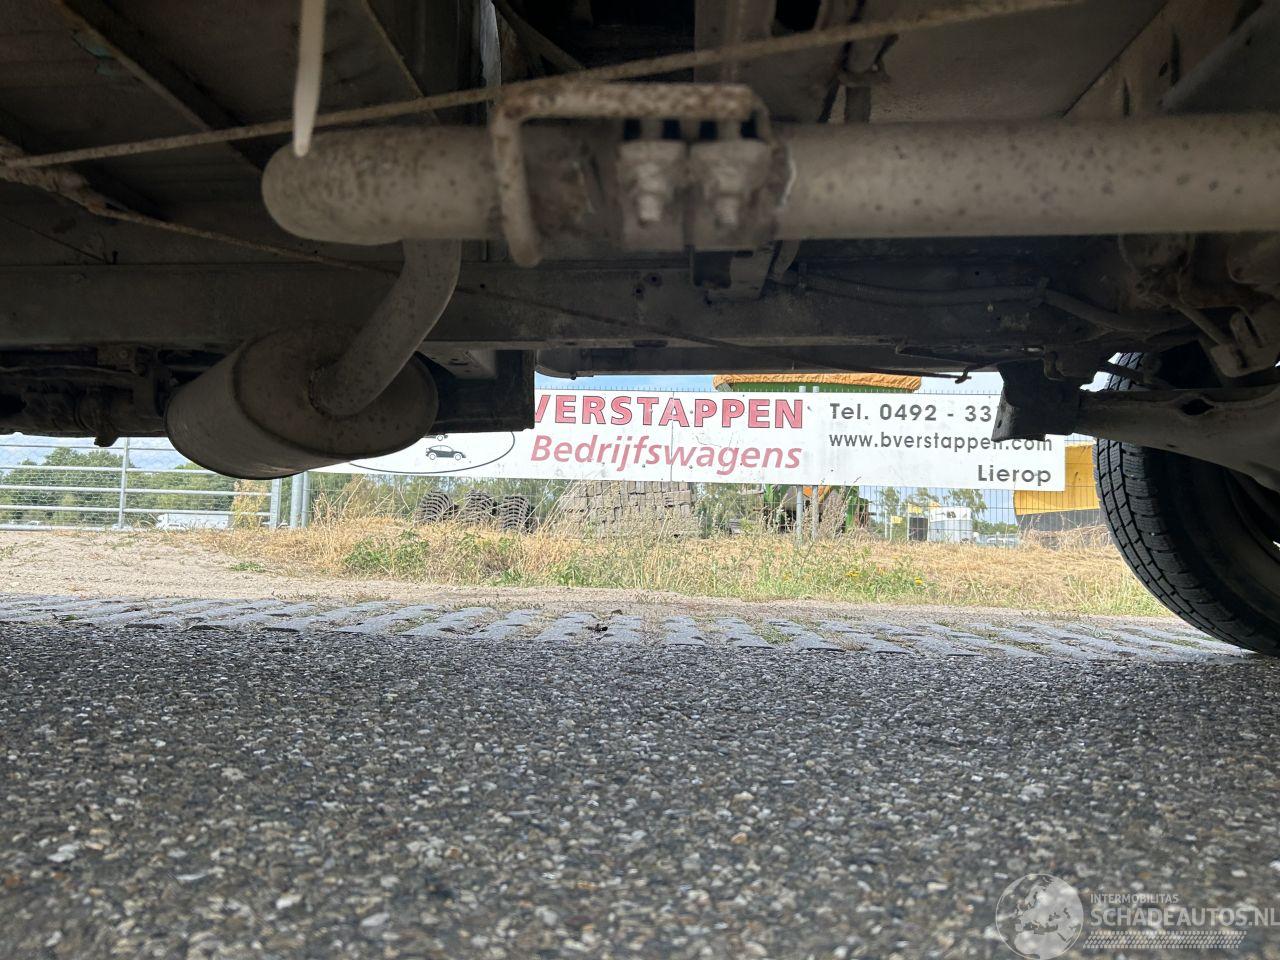 VERSTAPPEN
Bedrijfswagens
Tel. 0492 - 33
www.bverstappen.com
Lierop
INTERMOBILITAS
SCHADEAUTOS.NL